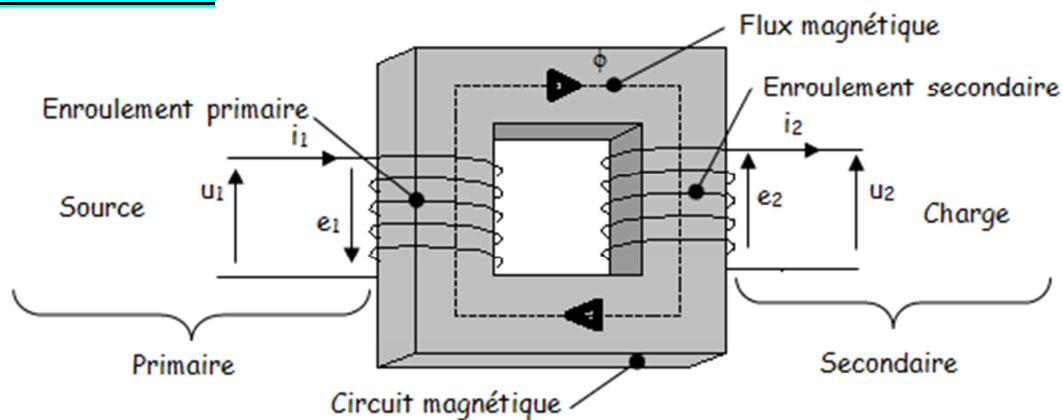 Flux magnétique
ϕ
Enroulement primaire
Enroulement secondaire
i1
i2
u1
Source
e1
e2
u2
Charge
Primaire
Secondaire
Circuit magnétique